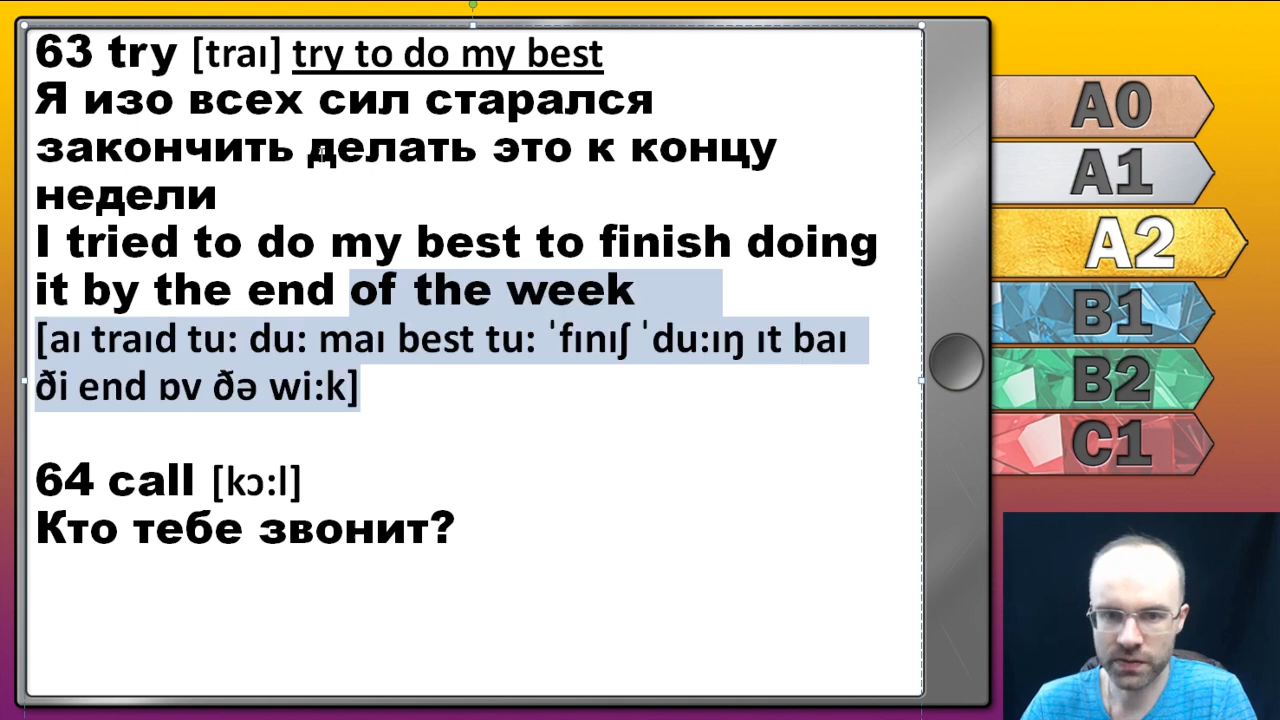 63 try [traɪ] try to do my best
Я изо всех сил старался
закончить делать это к концу
недели
I tried to do my best to finish doing
it by the end of the week
[aɪ traɪd tu: du: maɪ best tu: ˈfɪnɪʃ ˈdu:ɪŋ ɪt baɪ
ði end ɒv ðə wi:k]
64 call [kɔ:l]
Кто тебе звонит?
A0
A1
A2
B1
B2
C1